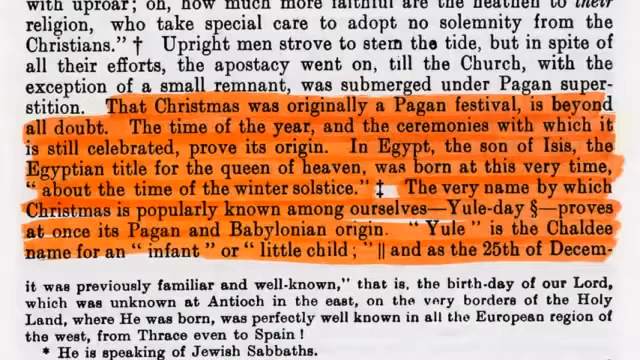 with uproar; oh, how much more faithful are the heathen to their
religion, who take special care to adopt no solemnity from the
Christians." † Upright men strove to stem the tide, but in spite of
all their efforts, the apostacy went on, till the Church, with the
exception of a small remnant, was submerged under Pagan super-
stition. That Christmas was originally a Pagan festival, is beyond
all doubt. The time of the year, and the ceremonies with which it
is still celebrated, prove its origin. In Egypt, the son of Isis, the
Egyptian title for the queen of heaven, was born at this very time,
" about the time of the winter solstice." ‡ The very name by which
Christmas is popularly known among ourselves—Yule-day §—proves
at once its Pagan and Babylonian origin. " Yule " is the Chaldee
name for an " infant " or " little child ; " ‖ and as the 25th of Decem-
it was previously familiar and well-known," that is, the birth-day of our Lord,
which was unknown at Antioch in the east, on the very borders of the Holy
Land, where He was born, was perfectly well known in all the European region of
the west, from Thrace even to Spain !
* He is speaking of Jewish Sabbaths.